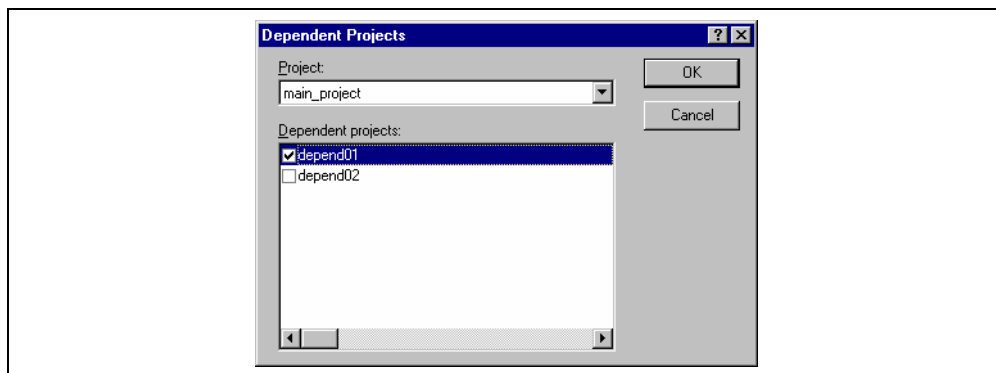 Dependent Projects
Project:
OK
main_project
Cancel
Dependent projects:
depend01
depend02